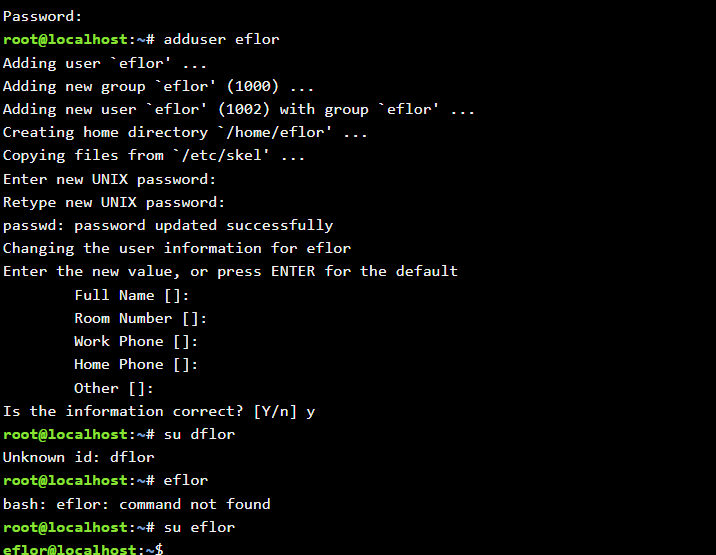 Password:
root@localhost:~# adduser eflor
Adding user `eflor' ...
Adding new group `eflor' (1000) ...
Adding new user `eflor' (1002) with group `eflor' ...
Creating home directory `/home/eflor' ...
Copying files from `/etc/skel' ...
Enter new UNIX password:
Retype new UNIX password:
passwd: password updated successfully
Changing the user information for eflor
Enter the new value, or press ENTER for the default
        Full Name []:
        Room Number []:
        Work Phone []:
        Home Phone []:
        Other []:
Is the information correct? [Y/n] y
root@localhost:~# su dflor
Unknown id: dflor
root@localhost:~# eflor
bash: eflor: command not found
root@localhost:~# su eflor
eflor@localhost:~$